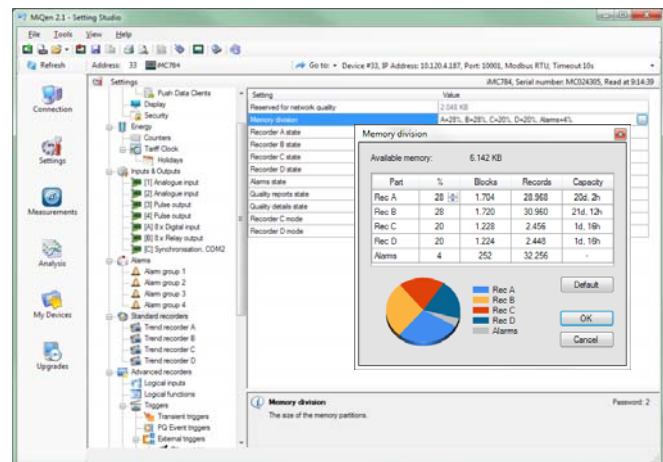 MiQen 2.1 - Setting Studio
File Tools View Help
Refresh Address: 33 iMC784 Go to: Device #33, IP Address: 10.120.4.187, Port: 10001, Modbus RTU, Timeout 10s
Settings iMC784, Serial number: MC024305, Read at 9:14:39
Connection
Settings
Measurements
Analysis
My Devices
Upgrades
Push Data Clients
Display
Security
Energy
Counters
Tariff Clock
Holidays
Inputs & Outputs
[1] Analogue input
[2] Analogue input
[3] Pulse output
[4] Pulse output
[A] 8 x Digital input
[B] 8 x Relay output
[C] Synchronisation, COM2
Alarms
Alarm group 1
Alarm group 2
Alarm group 3
Alarm group 4
Standard recorders
Trend recorder A
Trend recorder B
Trend recorder C
Trend recorder D
Advanced recorders
Logical inputs
Logical functions
Triggers
Transient triggers
PQ Event triggers
External triggers
Setting Value
Reserved for network quality 2.048 KB
Memory division A=28%, B=28%, C=20%, D=20%, Alarms=4%
Recorder A state
Recorder B state
Recorder C state
Recorder D state
Alarms state
Quality reports state
Quality details state
Recorder C mode
Recorder D mode
Memory division
Available memory: 6.142 KB
Part % Blocks Records Capacity
Rec A 28 1.704 28.968 20d, 2h
Rec B 28 1.720 30.960 21d, 12h
Rec C 20 1.228 2.456 1d, 16h
Rec D 20 1.224 2.448 1d, 16h
Alarms 4 252 32.256 -
Rec A
Rec B
Rec C
Rec D
Alarms
Default
OK
Cancel
Memory division Password: 2
The size of the memory partitions.